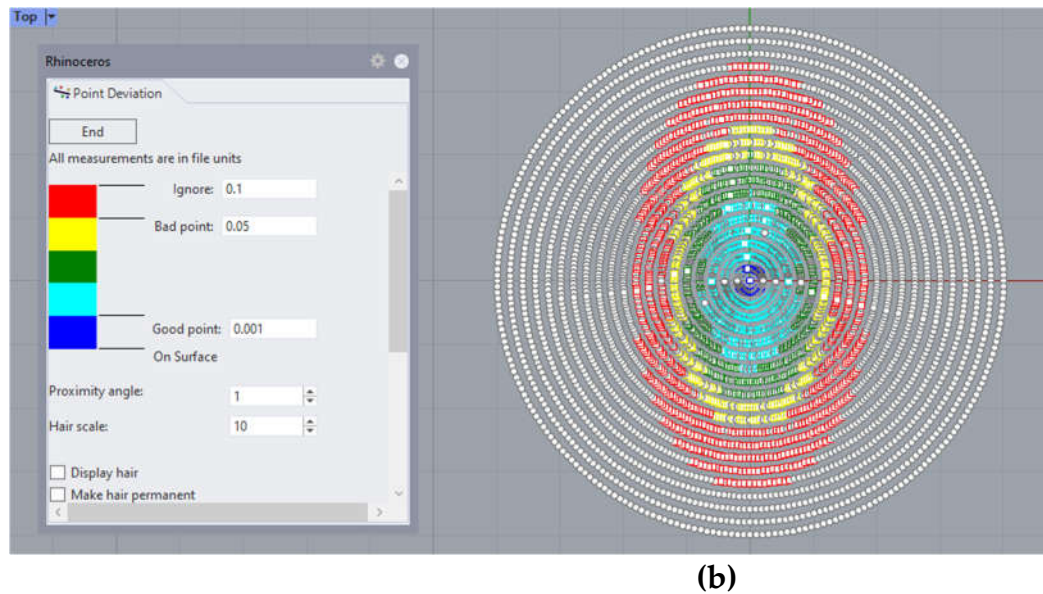 Top
Rhinoceros
Point Deviation
End
All measurements are in file units
Ignore: 0.1
Bad point: 0.05
Good point: 0.001
On Surface
Proximity angle: 1
Hair scale: 10
Display hair
Make hair permanent
(b)